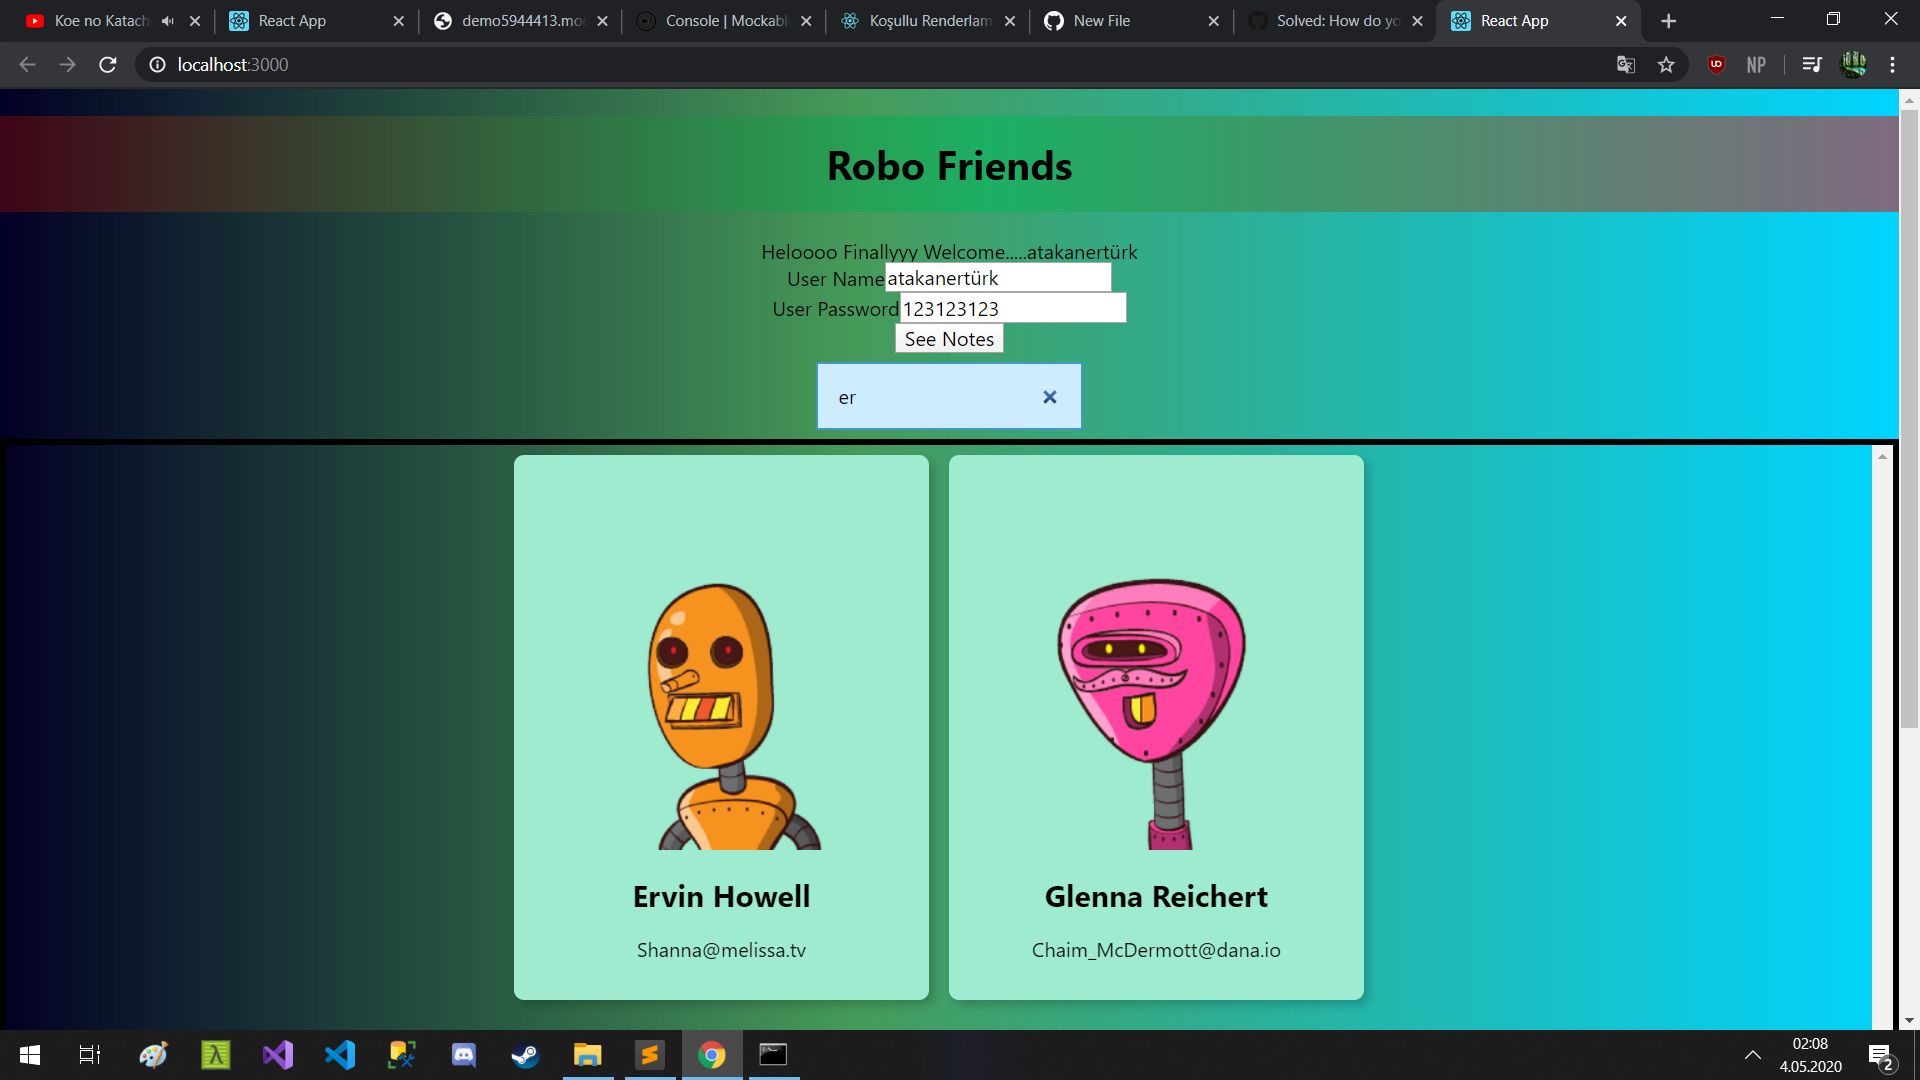 Koe no Katach
React App
demo5944413.moc
Console | Mockabl
Koşullu Renderlam
New File
Solved: How do yo
React App
localhost:3000
NP
Robo Friends
Heloooo Finallyyy Welcome.....atakanertürk
User Name atakanertürk
User Password 123123123
See Notes
er
Ervin Howell
Glenna Reichert
Shanna@melissa.tv
Chaim_McDermott@dana.io
02:08
4.05.2020
2